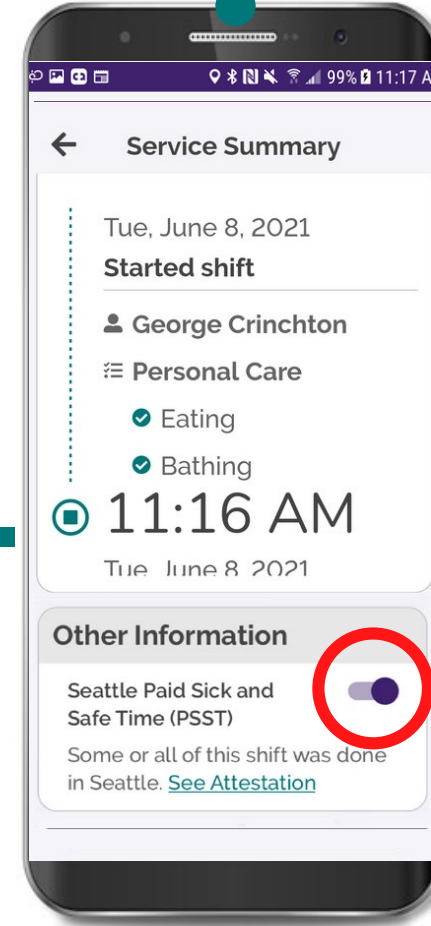 99% 11:17 A
Service Summary
Tue, June 8, 2021
Started shift
George Crinchton
Personal Care
Eating
Bathing
11:16 AM
Tue, June 8, 2021
Other Information
Seattle Paid Sick and
Safe Time (PSST)
Some or all of this shift was done
in Seattle. See Attestation